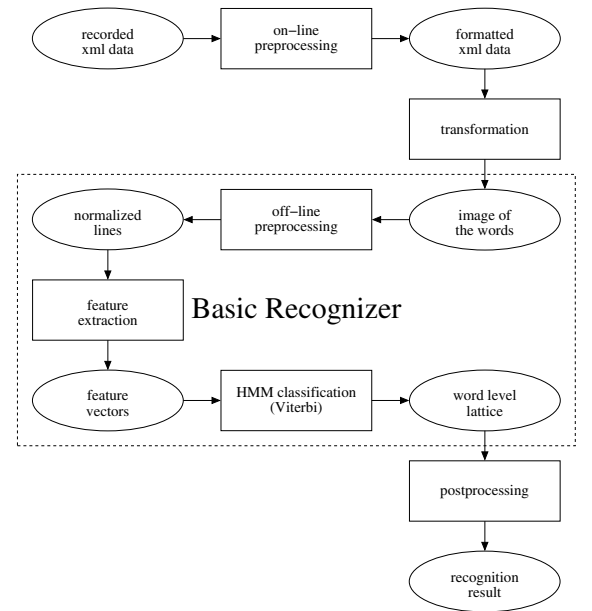 recorded
xml data
on-line
preprocessing
formatted
xml data
transformation
normalized
lines
off-line
preprocessing
image of
the words
feature
extraction
Basic Recognizer
feature
vectors
HMM classification
(Viterbi)
word level
lattice
postprocessing
recognition
result